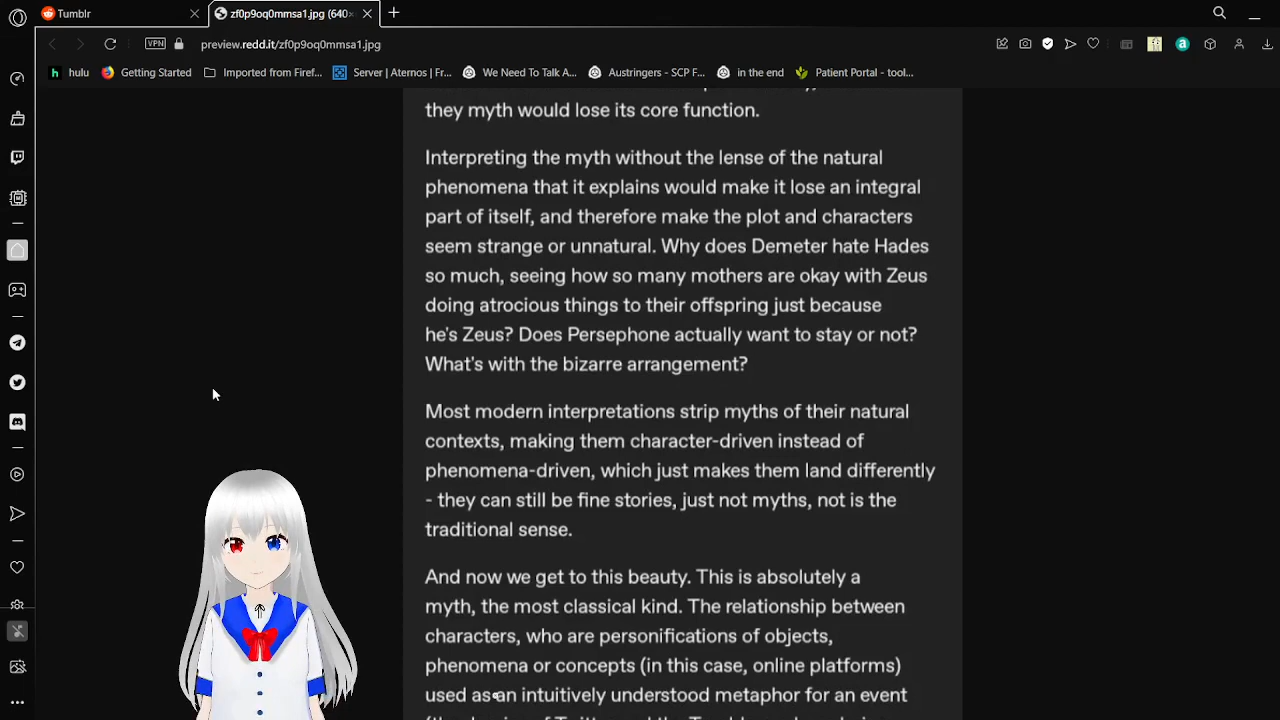 Tumblr
zf0p9oq0mmsa1.jpg (640×
VPN
preview.redd.it/zf0p9oq0mmsa1.jpg
hulu
Getting Started
Imported from Firef...
Server | Aternos | Fr...
We Need To Talk A...
Austringers - SCP F...
in the end
Patient Portal - tool...
they myth would lose its core function.
Interpreting the myth without the lense of the natural
phenomena that it explains would make it lose an integral
part of itself, and therefore make the plot and characters
seem strange or unnatural. Why does Demeter hate Hades
so much, seeing how so many mothers are okay with Zeus
doing atrocious things to their offspring just because
he's Zeus? Does Persephone actually want to stay or not?
What's with the bizarre arrangement?
Most modern interpretations strip myths of their natural
contexts, making them character-driven instead of
phenomena-driven, which just makes them land differently
- they can still be fine stories, just not myths, not is the
traditional sense.
And now we get to this beauty. This is absolutely a
myth, the most classical kind. The relationship between
characters, who are personifications of objects,
phenomena or concepts (in this case, online platforms)
used as an intuitively understood metaphor for an event